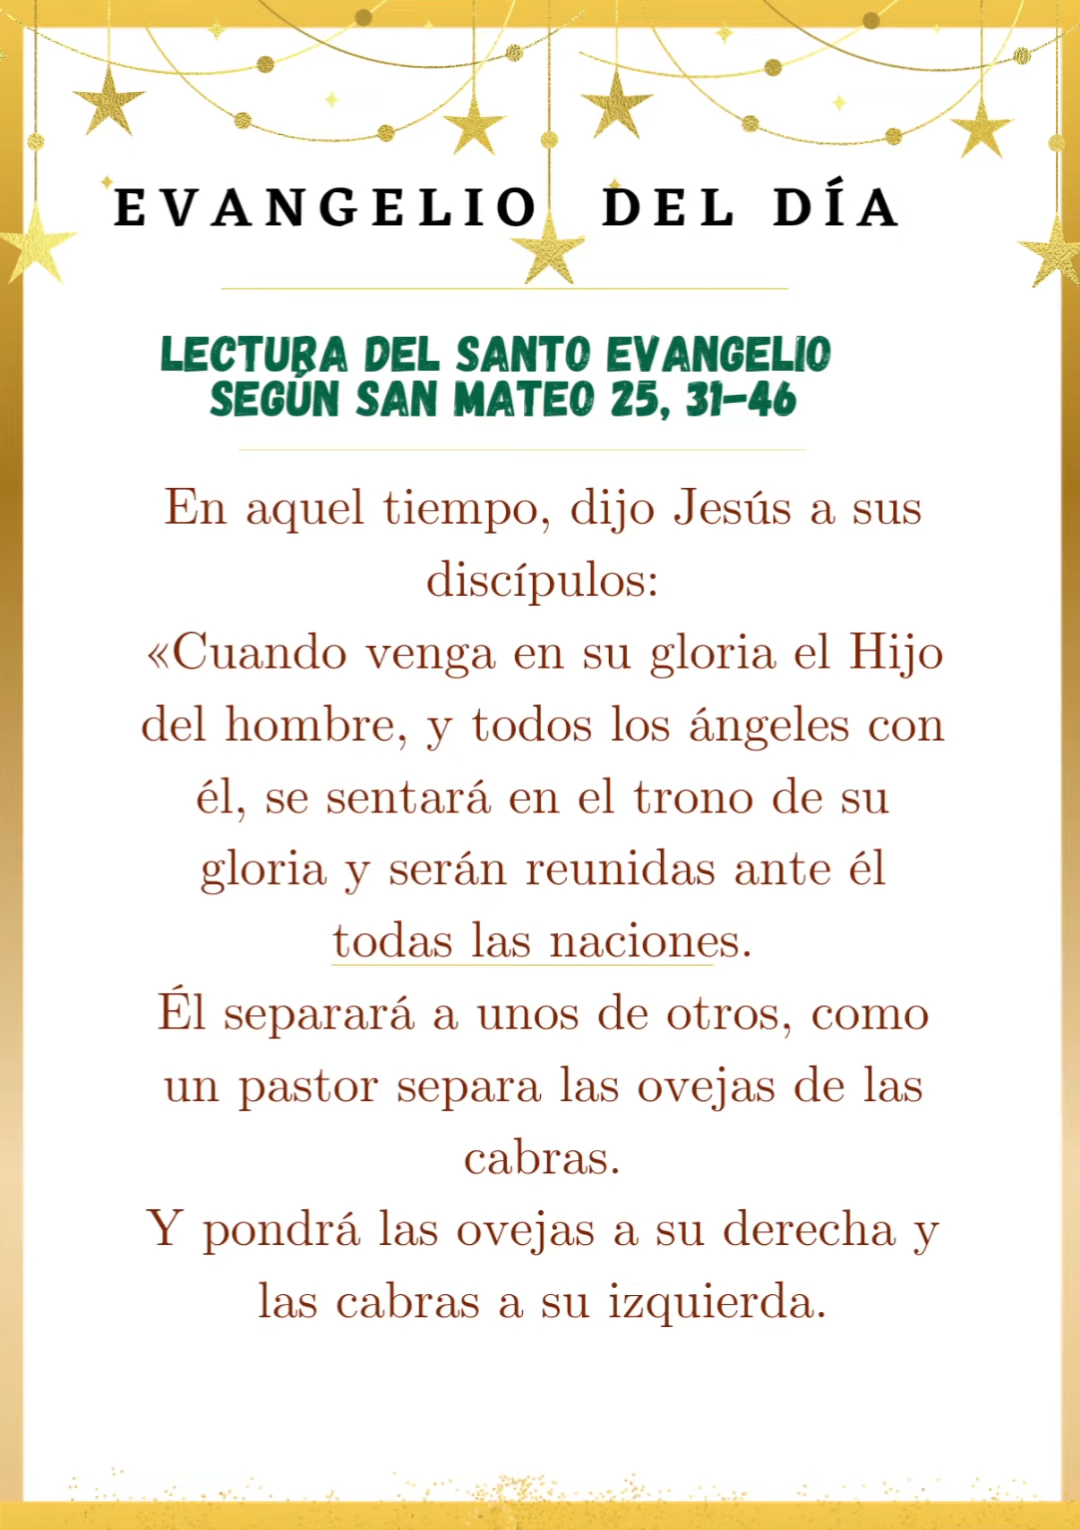 EVANGELIO DEL DÍA
LECTURA DEL SANTO EVANGELIO
SEGÚN SAN MATEO 25, 31-46
En aquel tiempo, dijo Jesús a sus
discípulos:
«Cuando venga en su gloria el Hijo
del hombre, y todos los ángeles con
él, se sentará en el trono de su
gloria y serán reunidas ante él
todas las naciones.
Él separará a unos de otros, como
un pastor separa las ovejas de las
cabras.
Y pondrá las ovejas a su derecha y
las cabras a su izquierda.